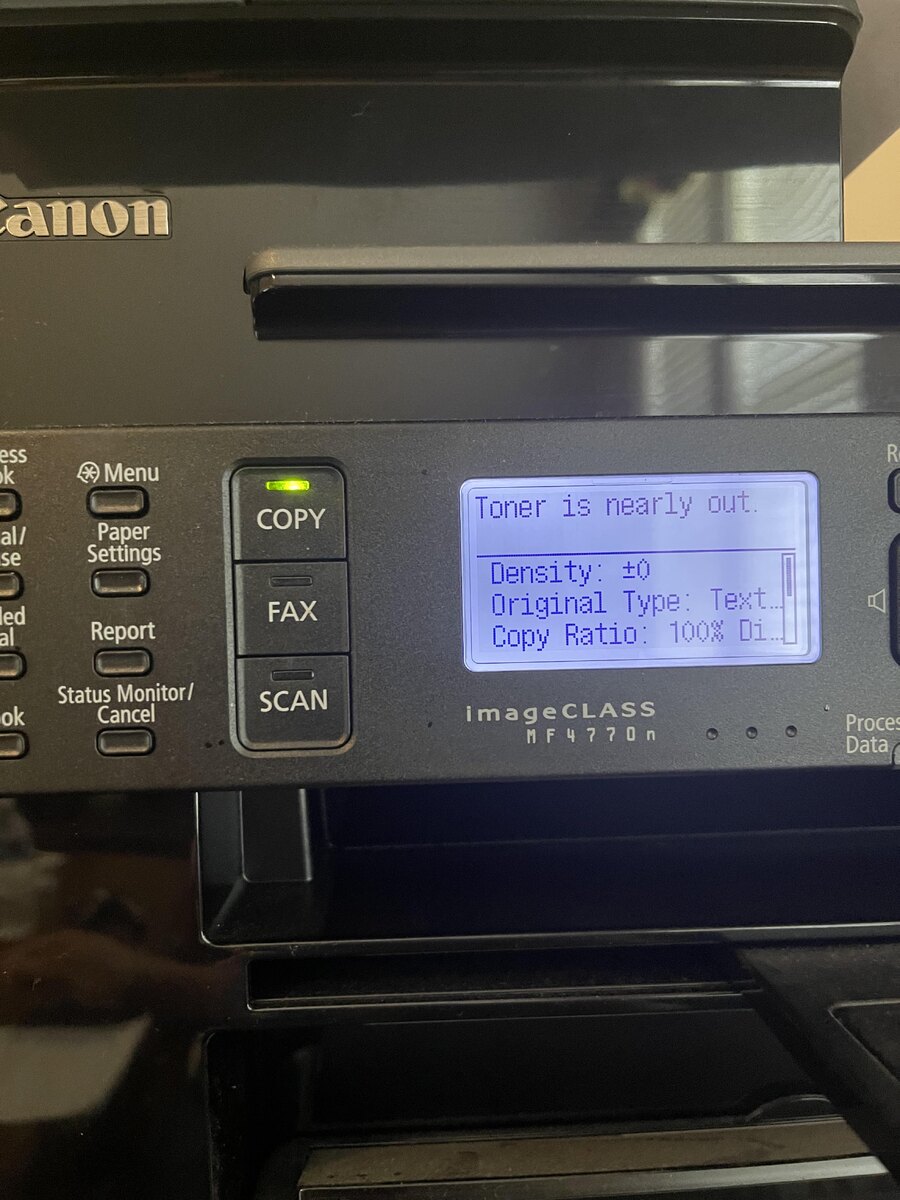 Canon
Menu
Paper
Settings
Report
Status Monitor/
Cancel
COPY
FAX
SCAN
Toner is nearly out.
Density: ±0
Original Type: Text…
Copy Ratio: 100% Di…
imageCLASS
MF4770n
Data